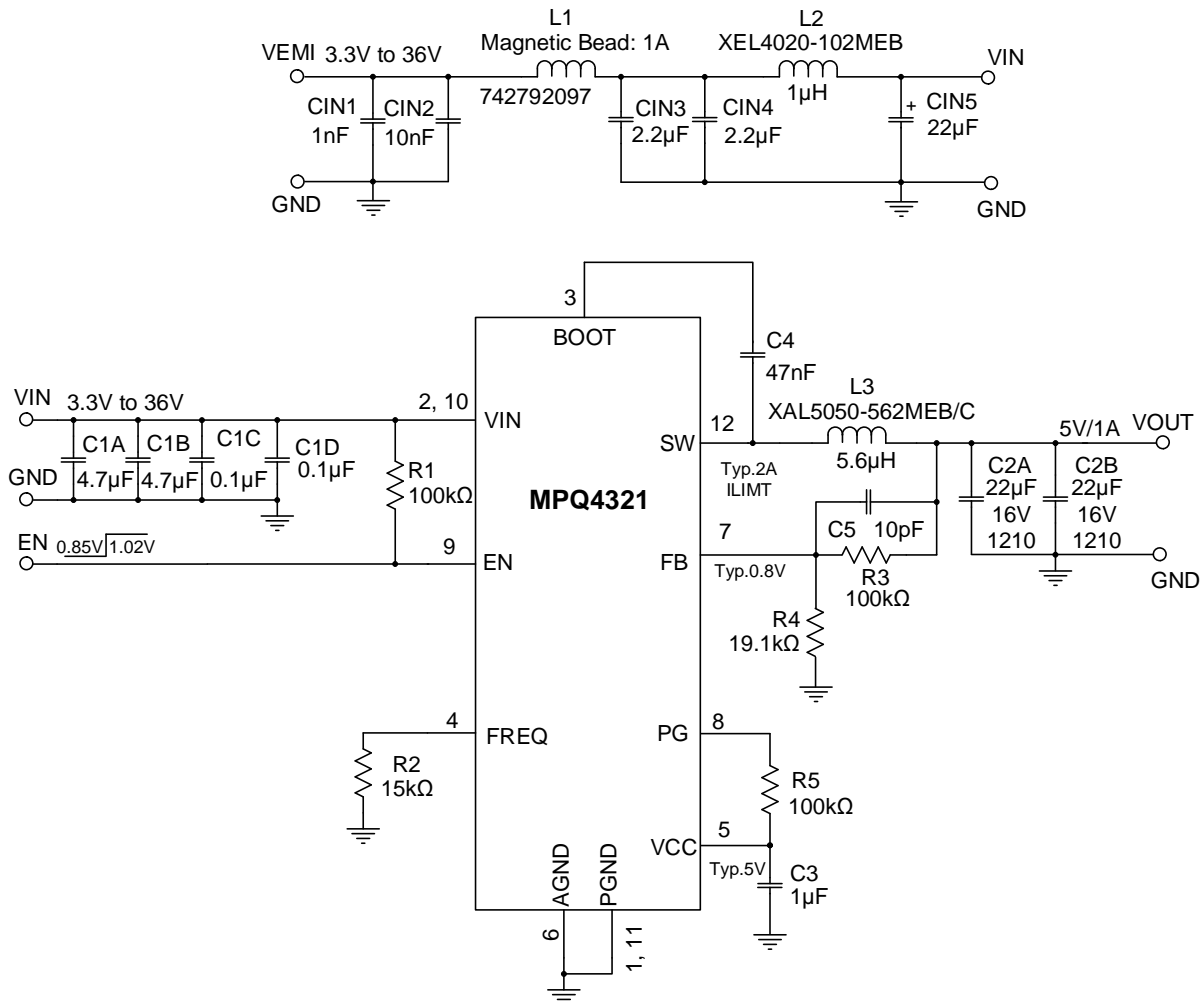 L1
Magnetic Bead: 1A
742792097
L2
XEL4020-102MEB
1µH
VEMI 3.3V to 36V
VIN
CIN1
1nF
CIN2
10nF
CIN3
2.2µF
CIN4
2.2µF
+
CIN5
22µF
GND
GND
3
BOOT
C4
47nF
L3
XAL5050-562MEB/C
5.6µH
VIN 3.3V to 36V
2, 10
VIN
C1A
4.7µF
C1B
4.7µF
C1C
0.1µF
C1D
0.1µF
GND
R1
100kΩ
EN 0.85V 1.02V
9
EN
MPQ4321
12
SW
Typ.2A
ILIMT
5V/1A
VOUT
C2A
22µF
16V
1210
C2B
22µF
16V
1210
GND
7
FB
Typ.0.8V
C5
10pF
R3
100kΩ
R4
19.1kΩ
4
FREQ
R2
15kΩ
8
PG
R5
100kΩ
5
VCC
Typ.5V
C3
1µF
AGND
PGND
6
1, 11